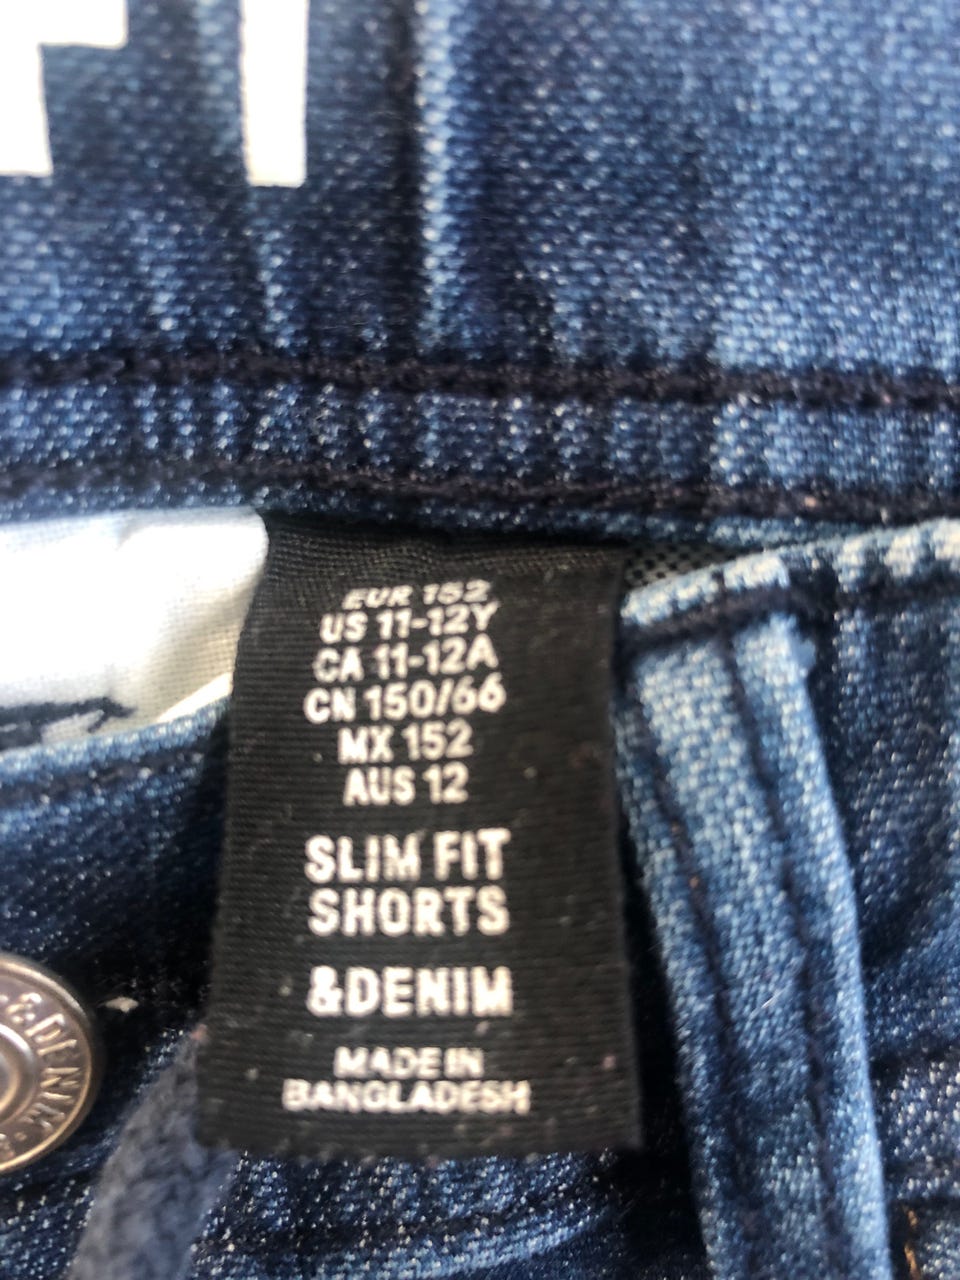 EUR 152
US 11-12Y
CA 11-12A
CN 150/66
MX 152
AUS 12
SLIM FIT
SHORTS
&DENIM
MADE IN
BANGLADESH
&DENIM